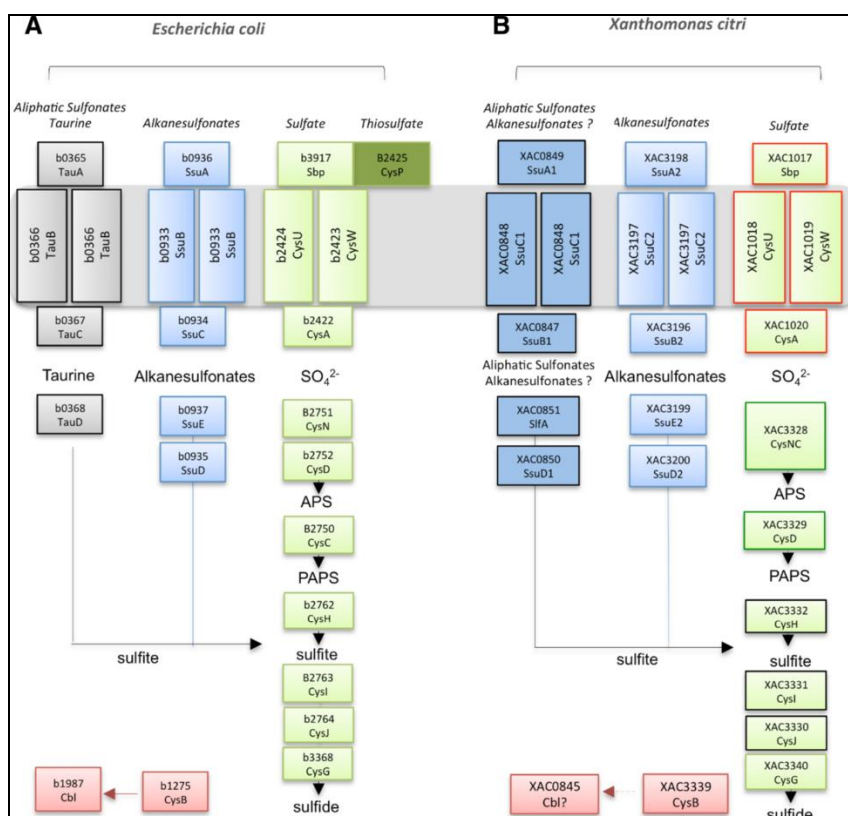 A
Escherichia coli
Aliphatic Sulfonates
Taurine
Alkanesulfonates
Sulfate
Thiosulfate
b0365
TauA
b0936
SsuA
b3917
Sbp
B2425
CysP
b0366
TauB
b0366
TauB
b0933
SsuB
b0933
SsuB
b2424
CysU
b2423
CysW
b0367
TauC
b0934
SsuC
b2422
CysA
Taurine
Alkanesulfonates
SO₄²⁻
b0368
TauD
b0937
SsuE
b0935
SsuD
B2751
CysN
b2752
CysD
APS
B2750
CysC
PAPS
b2762
CysH
sulfite
sulfite
B2763
CysI
b2764
CysJ
b3368
CysG
sulfide
b1987
Cbl
b1275
CysB
B
Xanthomonas citri
Aliphatic Sulfonates
Alkanesulfonates ?
Alkanesulfonates
Sulfate
XAC0849
SsuA1
XAC3198
SsuA2
XAC1017
Sbp
XAC0848
SsuC1
XAC0848
SsuC1
XAC3197
SsuC2
XAC3197
SsuC2
XAC1018
CysU
XAC1019
CysW
XAC0847
SsuB1
XAC3196
SsuB2
XAC1020
CysA
Aliphatic Sulfonates
Alkanesulfonates ?
Alkanesulfonates
SO₄²⁻
XAC0851
SlfA
XAC0850
SsuD1
XAC3199
SsuE2
XAC3200
SsuD2
XAC3328
CysNC
APS
XAC3329
CysD
PAPS
XAC3332
CysH
sulfite
sulfite
XAC3331
CysI
XAC3330
CysJ
XAC3340
CysG
sulfide
XAC0845
Cbl?
XAC3339
CysB